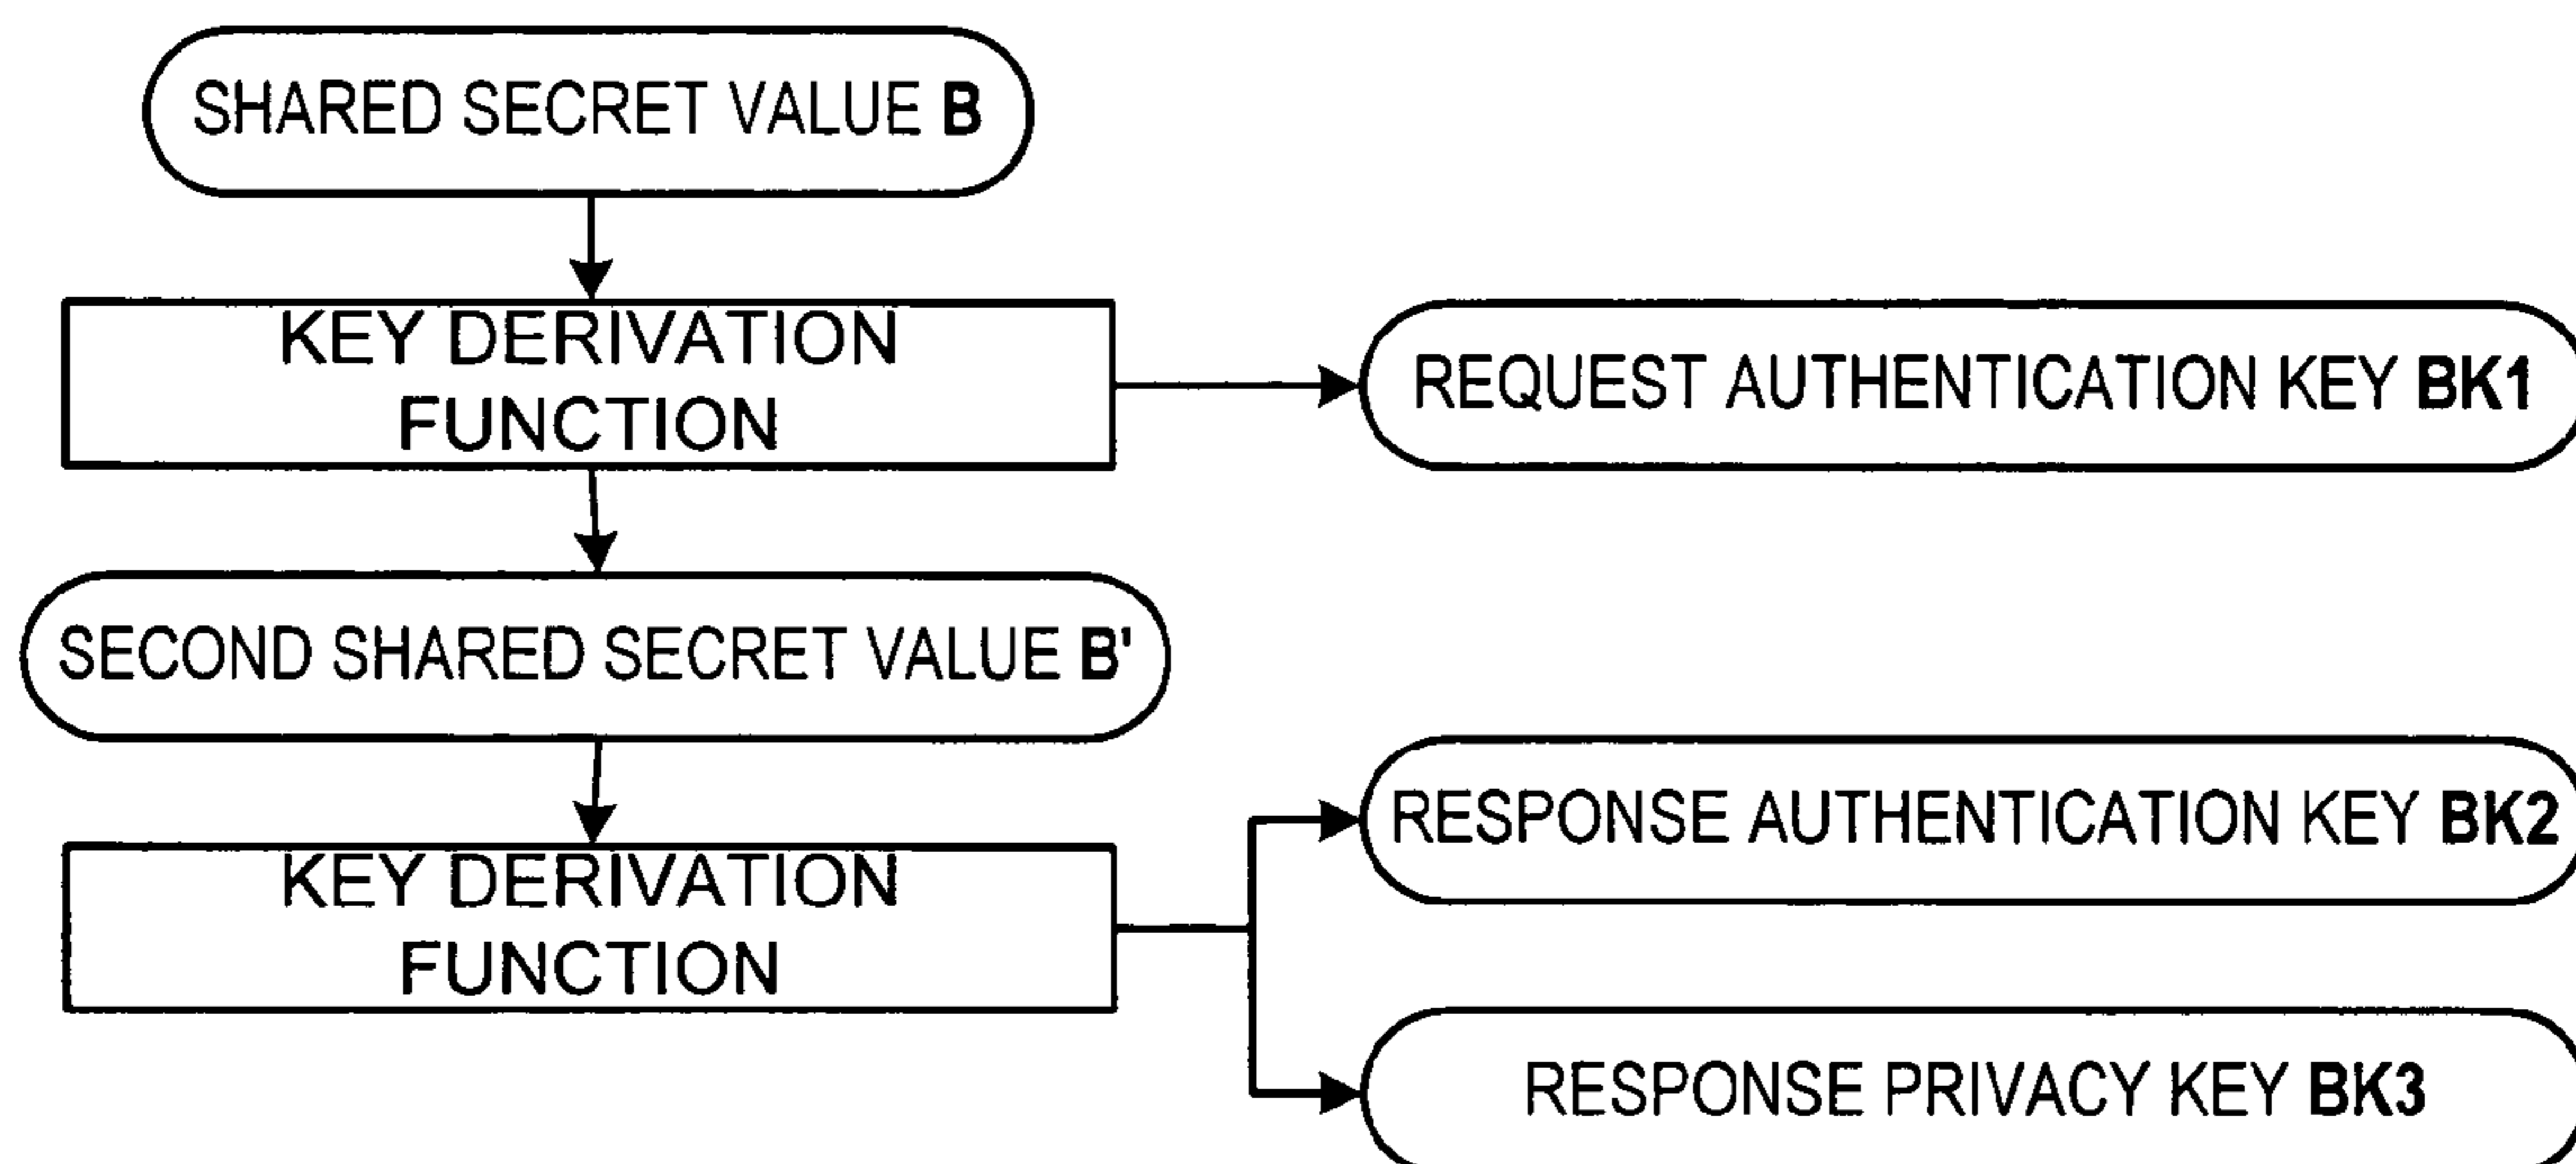 SHARED SECRET VALUE B
KEY DERIVATION
FUNCTION
REQUEST AUTHENTICATION KEY BK1
SECOND SHARED SECRET VALUE B'
KEY DERIVATION
FUNCTION
RESPONSE AUTHENTICATION KEY BK2
RESPONSE PRIVACY KEY BK3